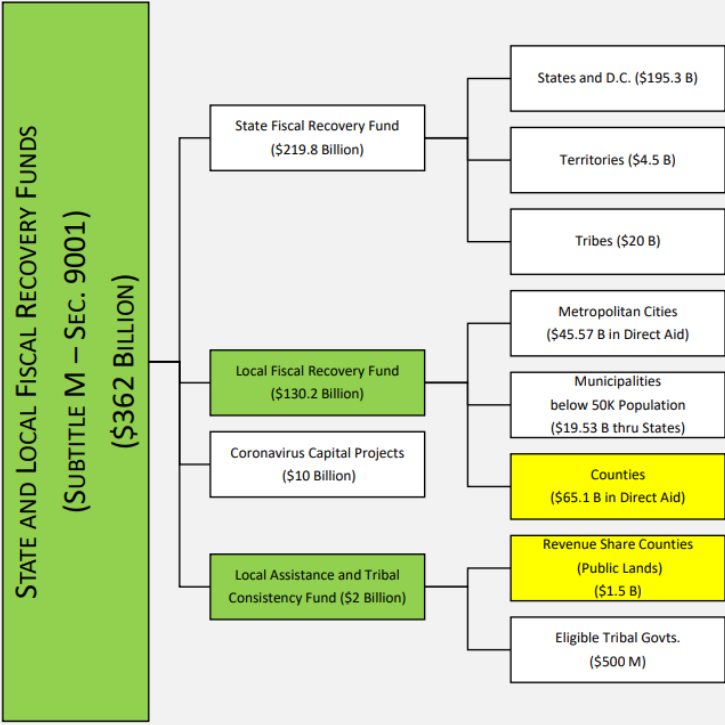 STATE AND LOCAL FISCAL RECOVERY FUNDS
(SUBTITLE M – SEC. 9001)
($362 BILLION)
State Fiscal Recovery Fund
($219.8 Billion)
States and D.C. ($195.3 B)
Territories ($4.5 B)
Tribes ($20 B)
Local Fiscal Recovery Fund
($130.2 Billion)
Metropolitan Cities
($45.57 B in Direct Aid)
Municipalities
below 50K Population
($19.53 B thru States)
Counties
($65.1 B in Direct Aid)
Coronavirus Capital Projects
($10 Billion)
Local Assistance and Tribal
Consistency Fund ($2 Billion)
Revenue Share Counties
(Public Lands)
($1.5 B)
Eligible Tribal Govts.
($500 M)